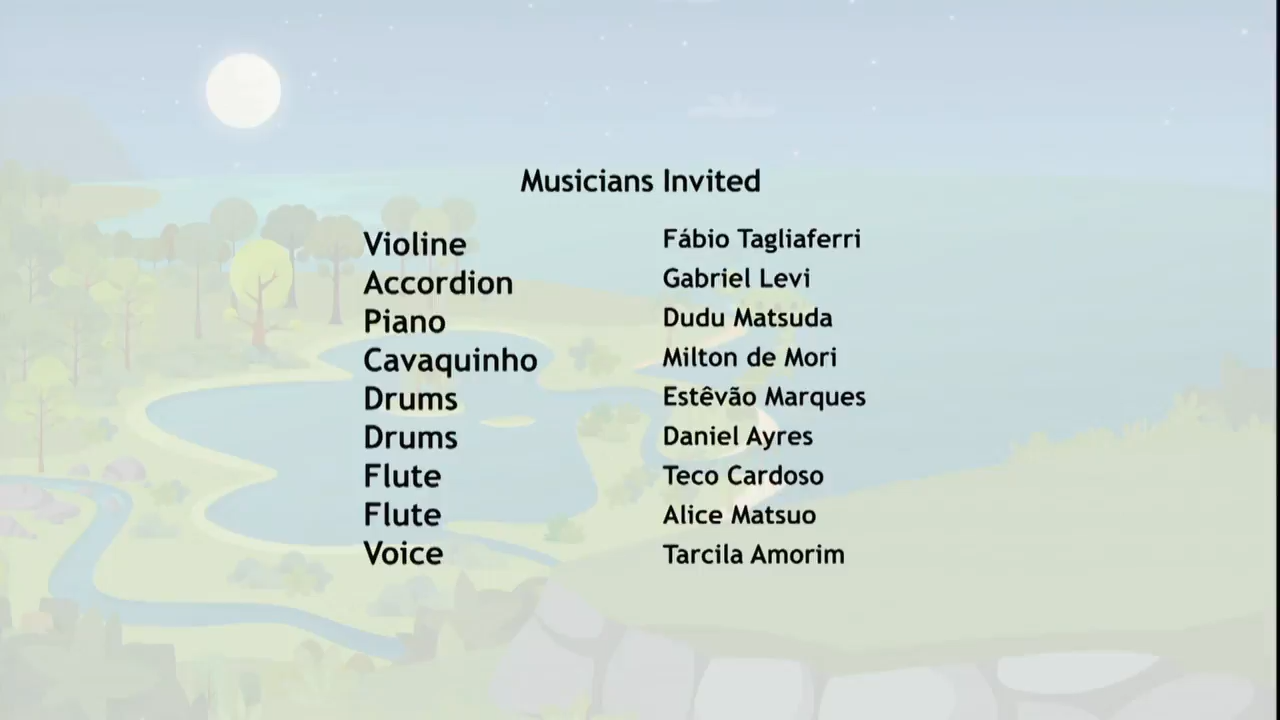 Musicians Invited
Violine Fábio Tagliaferri
Accordion Gabriel Levi
Piano Dudu Matsuda
Cavaquinho Milton de Mori
Drums Estêvão Marques
Drums Daniel Ayres
Flute Teco Cardoso
Flute Alice Matsuo
Voice Tarcila Amorim